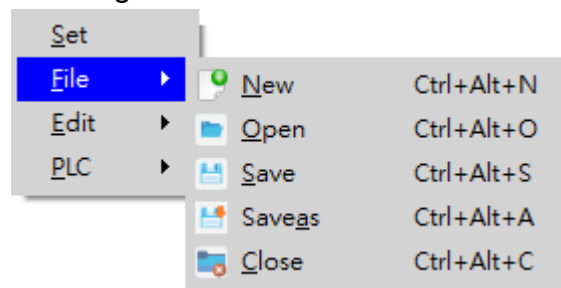 Set
File
Edit
PLC
New Ctrl+Alt+N
Open Ctrl+Alt+O
Save Ctrl+Alt+S
Saveas Ctrl+Alt+A
Close Ctrl+Alt+C